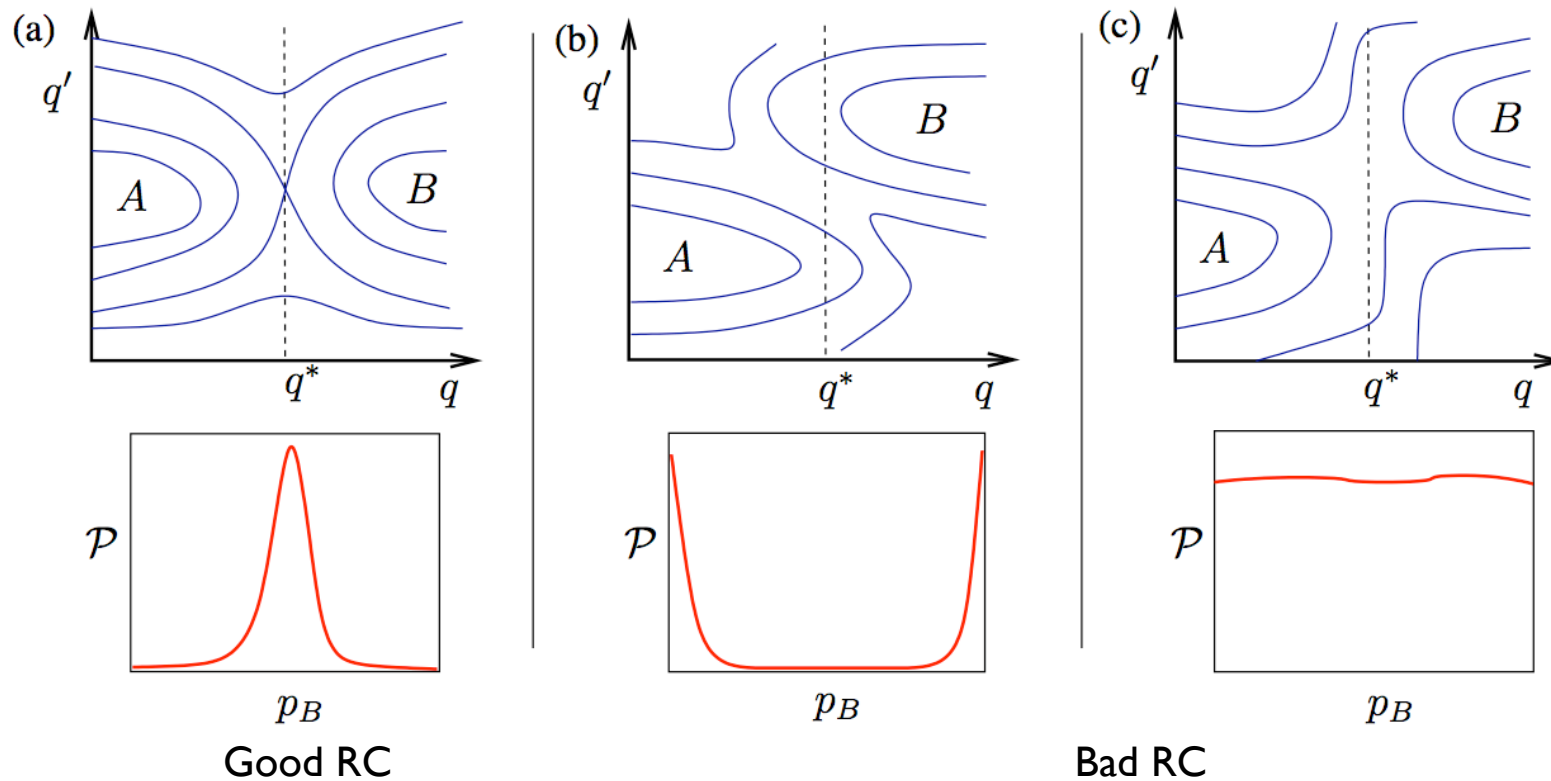 (a)
q′
A
B
q*
q
𝒫
p_B
Good RC
(b)
q′
A
B
q*
q
𝒫
p_B
(c)
q′
A
B
q*
q
𝒫
p_B
Bad RC